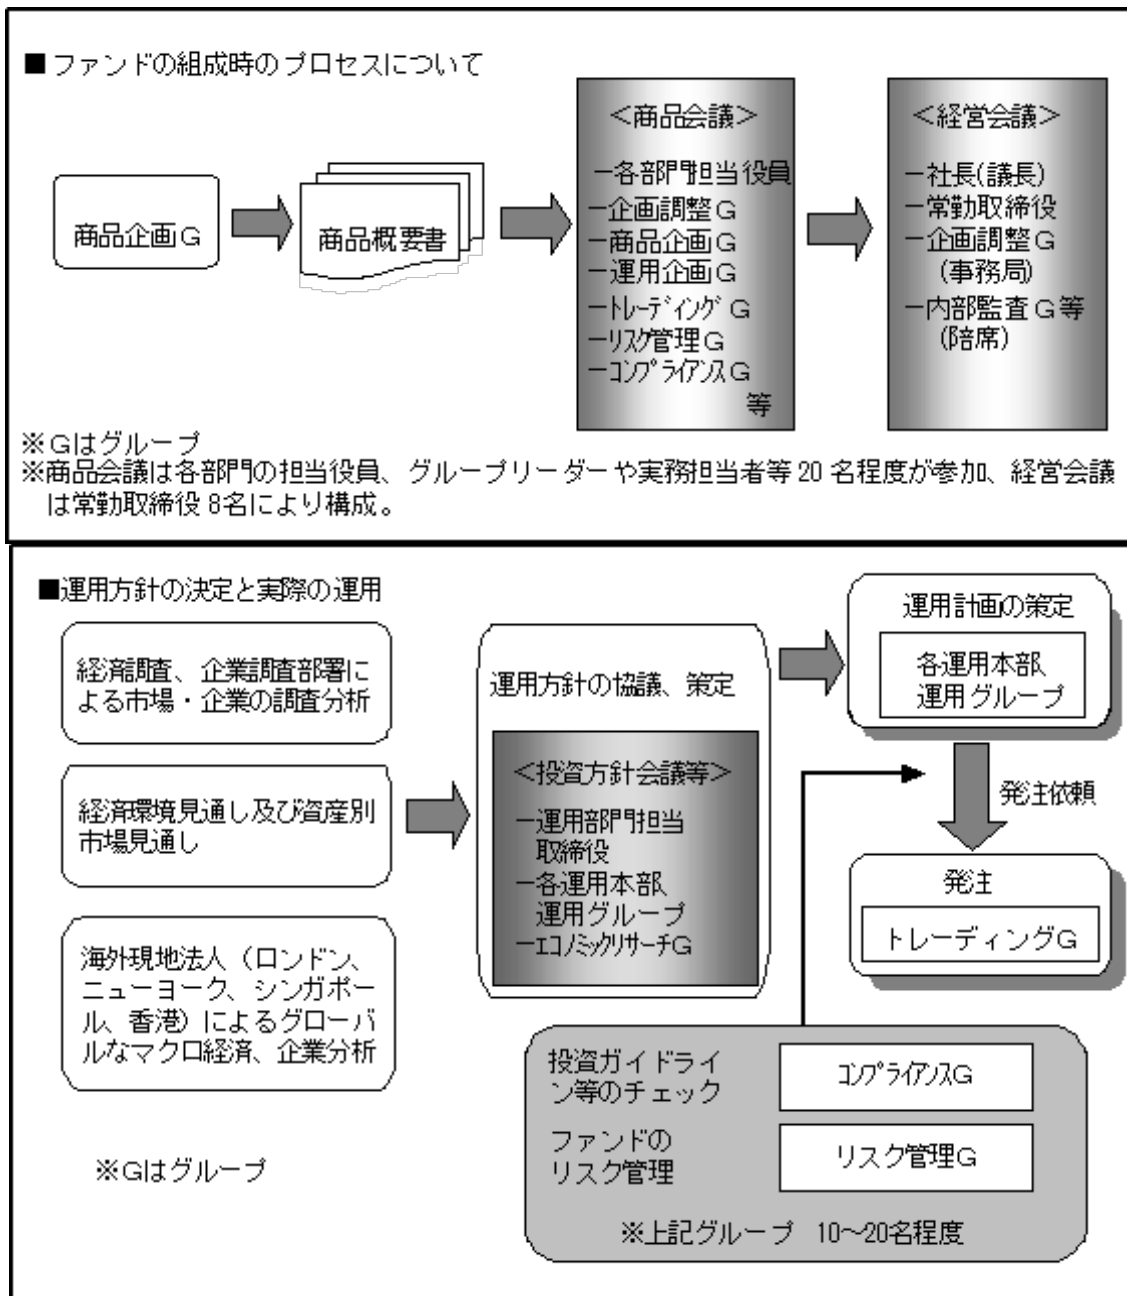 ■ファンドの組成時のプロセスについて
商品企画G
商品概要書
＜商品会議＞
－各部門担当役員
－企画調整G
－商品企画G
－運用企画G
－ﾄﾚｰﾃﾞｨﾝｸﾞG
－ﾘｽｸ管理G
－ｺﾝﾌﾟﾗｲｱﾝｽG
等
＜経営会議＞
－社長(議長)
－常勤取締役
－企画調整G
(事務局)
－内部監査G等
(陪席)
※Gはグループ
※商品会議は各部門の担当役員、グループリーダーや実務担当者等20名程度が参加、経営会議
は常勤取締役8名により構成。
■運用方針の決定と実際の運用
経済調査、企業調査部署に
よる市場・企業の調査分析
経済環境見通し及び資産別
市場見通し
海外現地法人（ロンドン、
ニューヨーク、シンガポー
ル、香港）によるグローバ
ルなマクロ経済、企業分析
※Gはグループ
運用方針の協議、策定
＜投資方針会議等＞
－運用部門担当
取締役
－各運用本部、
運用グループ
－ｴｺﾉﾐｯｸﾘｻｰﾁG
運用計画の策定
各運用本部、
運用グループ
発注依頼
発注
トレーディングG
投資ガイドライ
ン等のチェック
ｺﾝﾌﾟﾗｲｱﾝｽG
ファンドの
リスク管理
リスク管理G
※上記グループ　10～20名程度